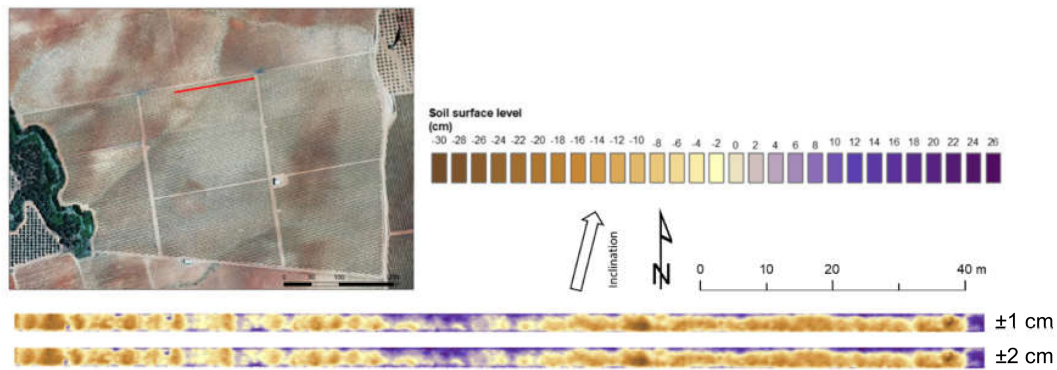 Soil surface level
(cm)
-30 -28 -26 -24 -22 -20 -18 -16 -14 -12 -10 -8 -6 -4 -2 0 2 4 6 8 10 12 14 16 18 20 22 24 26
Inclination
N
0 10 20 40 m
±1 cm
±2 cm